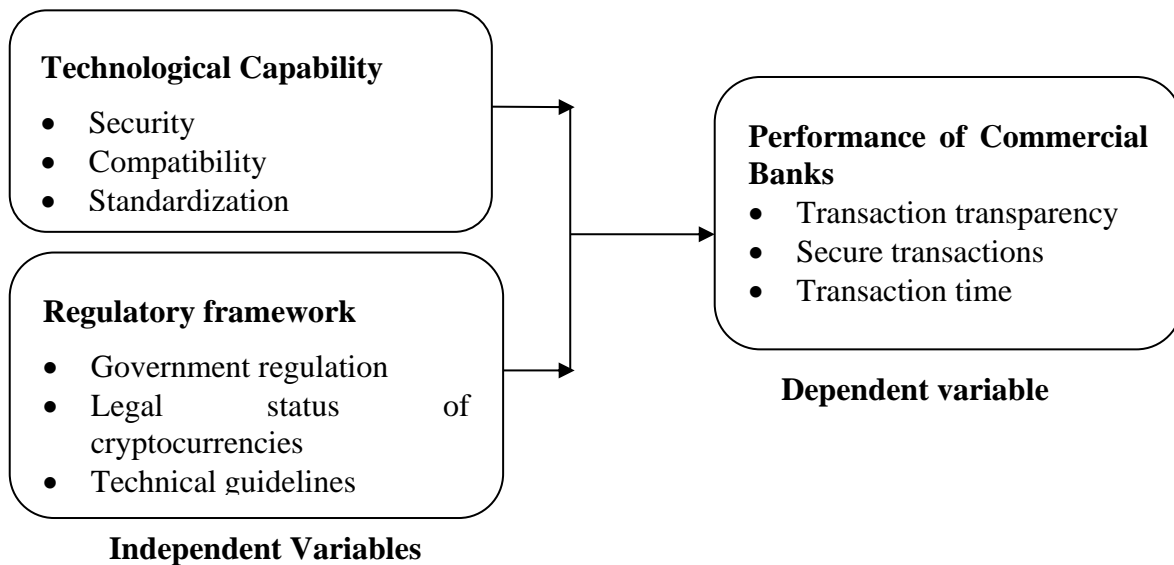 Technological Capability
• Security
• Compatibility
• Standardization
Regulatory framework
• Government regulation
• Legal status of
cryptocurrencies
• Technical guidelines
Independent Variables
Performance of Commercial
Banks
• Transaction transparency
• Secure transactions
• Transaction time
Dependent variable